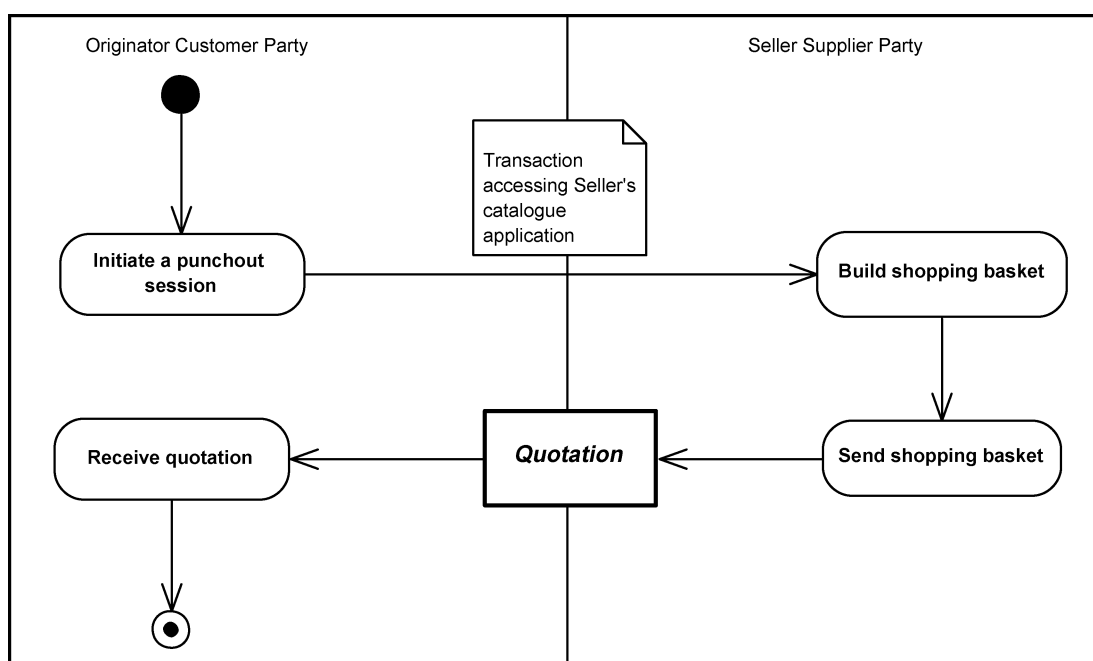 Originator Customer Party
Seller Supplier Party
Transaction
accessing Seller's
catalogue
application
Initiate a punchout
session
Build shopping basket
Receive quotation
Quotation
Send shopping basket